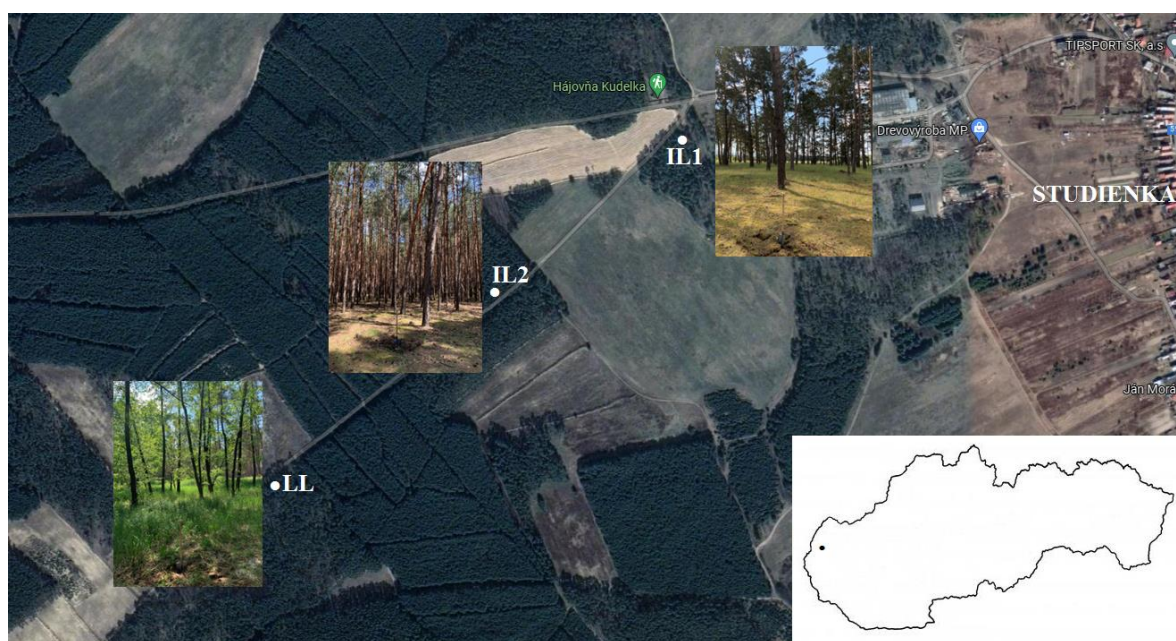 TIPSPORT SK, a.s
Hájovňa Kudelka
Drevovýroba MP
IL1
STUDIENKA
IL2
Ján Morá
LL